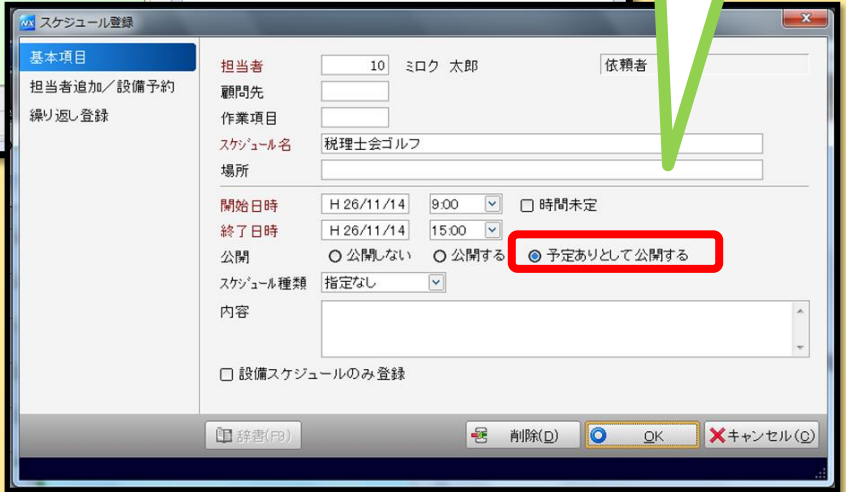 スケジュール登録
基本項目
担当者追加/設備予約
繰り返し登録
担当者 10 ミロク 太郎 依頼者
顧問先
作業項目
スケジュール名 税理士会ゴルフ
場所
開始日時 H 26/11/14 9:00 時間未定
終了日時 H 26/11/14 15:00
公開 公開しない 公開する 予定ありとして公開する
スケジュール種類 指定なし
内容
設備スケジュールのみ登録
辞書(F9) 削除(D) OK キャンセル(C)